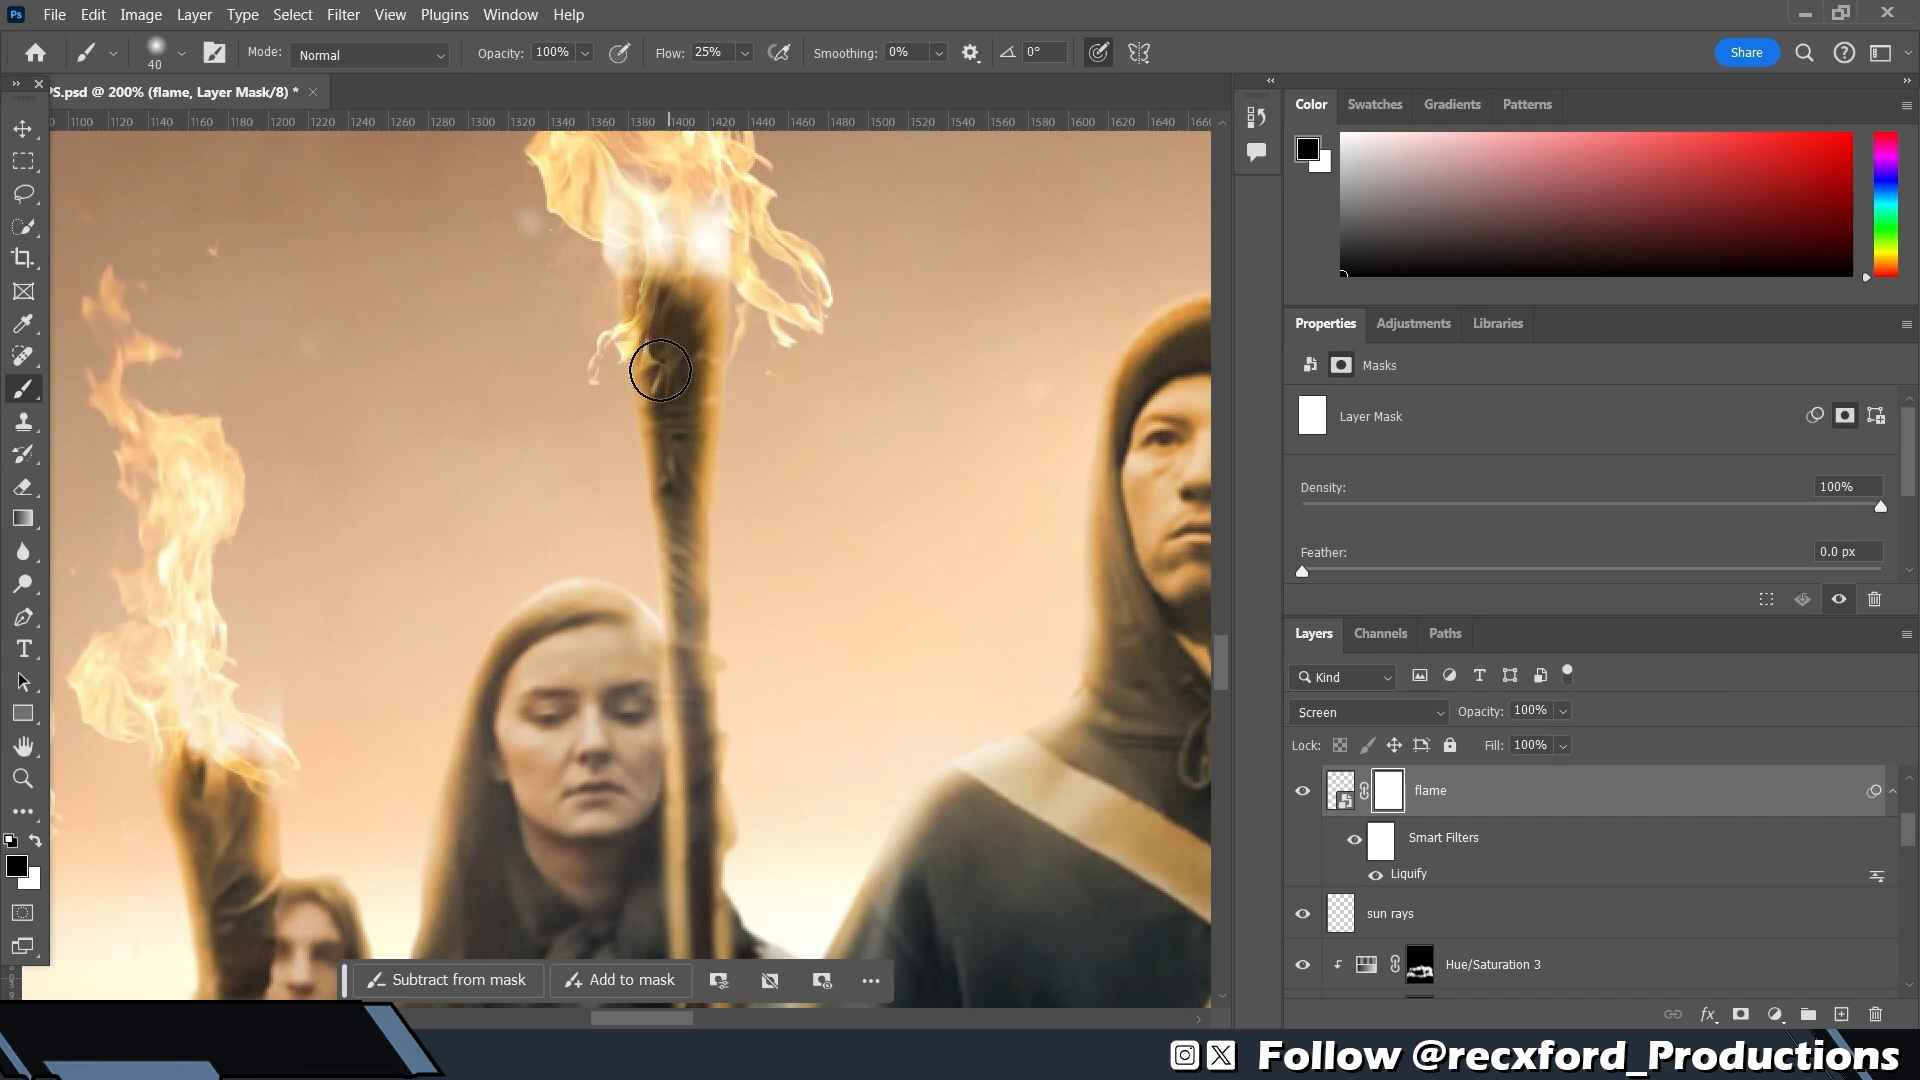 Ps File Edit Image Layer Type Select Filter View Plugins Window Help
40 Mode: Normal Opacity: 100% Flow: 25% Smoothing: 0% 0° Share
PS.psd @ 200% (flame, Layer Mask/8) *
1100 1120 1140 1160 1180 1200 1220 1240 1260 1280 1300 1320 1340 1360 1380 1400 1420 1440 1460 1480 1500 1520 1540 1560 1580 1600 1620 1640 1660
Color Swatches Gradients Patterns
Properties Adjustments Libraries
Masks
Layer Mask
Density: 100%
Feather: 0.0 px
Layers Channels Paths
Kind
Screen Opacity: 100%
Lock: Fill: 100%
flame
Smart Filters
Liquify
sun rays
Hue/Saturation 3
Subtract from mask Add to mask
fx
Follow @recxford_Productions